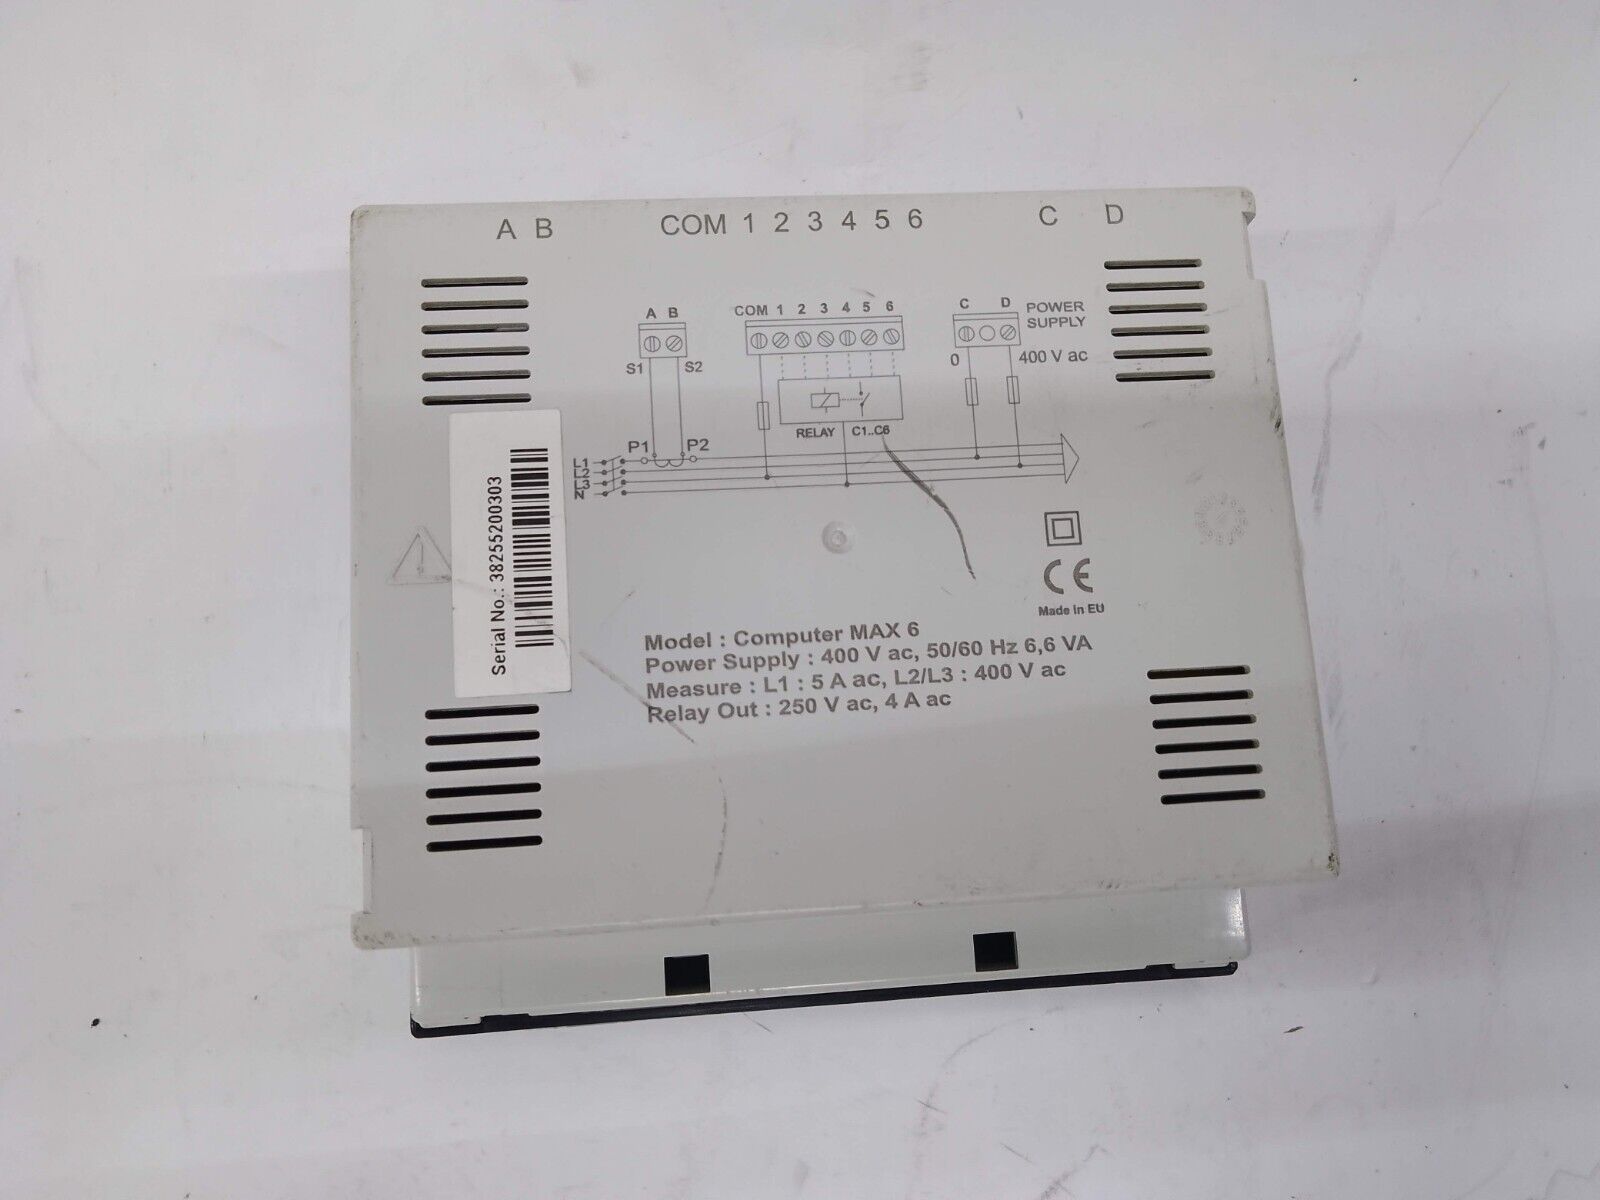 A B COM 1 2 3 4 5 6 C D
A B COM 1 2 3 4 5 6 C D POWER
SUPPLY
S1 S2 0 400 V ac
RELAY C1..C6
P1 P2
L1
L2
L3
N
Serial No.: 3825520030​3
CE
Made in EU
Model : Computer MAX 6
Power Supply : 400 V ac, 50/60 Hz 6,6 VA
Measure : L1 : 5 A ac, L2/L3 : 400 V ac
Relay Out : 250 V ac, 4 A ac